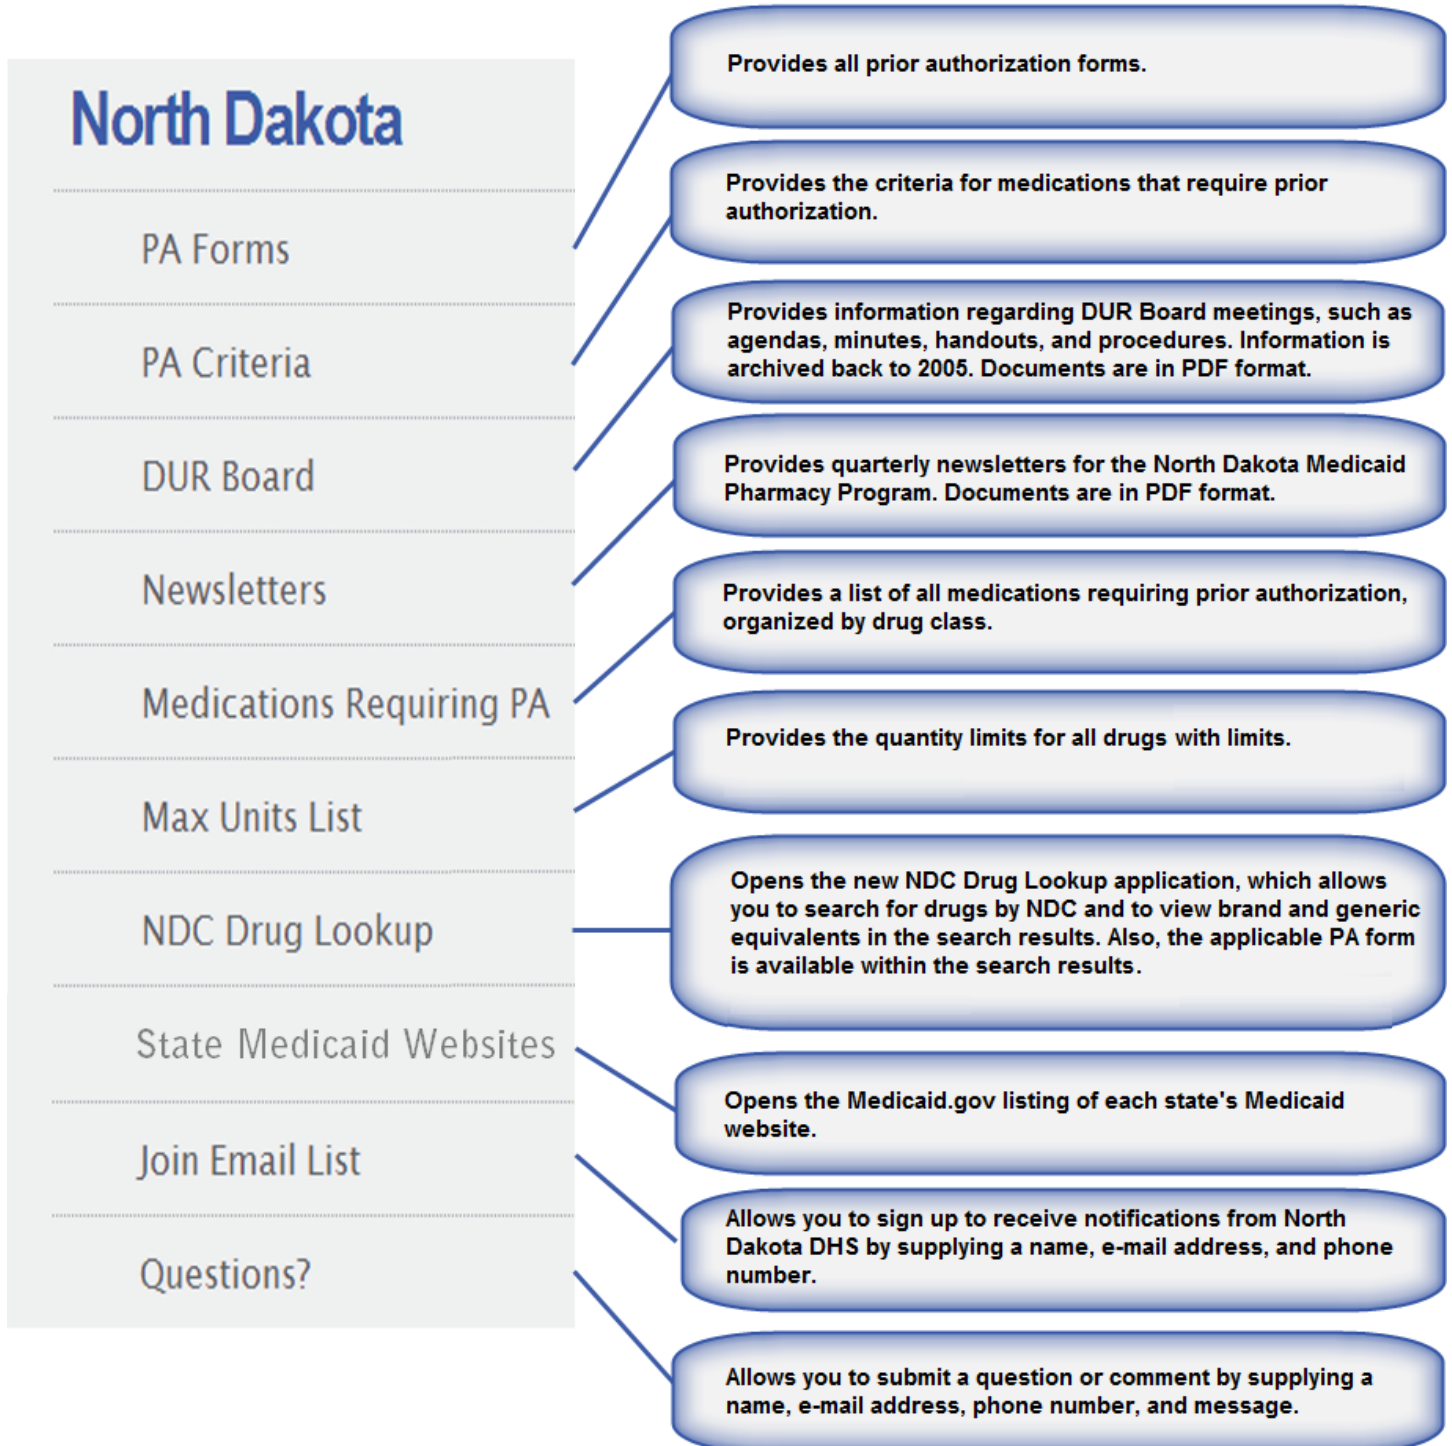 North Dakota
PA Forms
PA Criteria
DUR Board
Newsletters
Medications Requiring PA
Max Units List
NDC Drug Lookup
State Medicaid Websites
Join Email List
Questions?
Provides all prior authorization forms.
Provides the criteria for medications that require prior
authorization.
Provides information regarding DUR Board meetings, such as
agendas, minutes, handouts, and procedures. Information is
archived back to 2005. Documents are in PDF format.
Provides quarterly newsletters for the North Dakota Medicaid
Pharmacy Program. Documents are in PDF format.
Provides a list of all medications requiring prior authorization,
organized by drug class.
Provides the quantity limits for all drugs with limits.
Opens the new NDC Drug Lookup application, which allows
you to search for drugs by NDC and to view brand and generic
equivalents in the search results. Also, the applicable PA form
is available within the search results.
Opens the Medicaid.gov listing of each state's Medicaid
website.
Allows you to sign up to receive notifications from North
Dakota DHS by supplying a name, e-mail address, and phone
number.
Allows you to submit a question or comment by supplying a
name, e-mail address, phone number, and message.